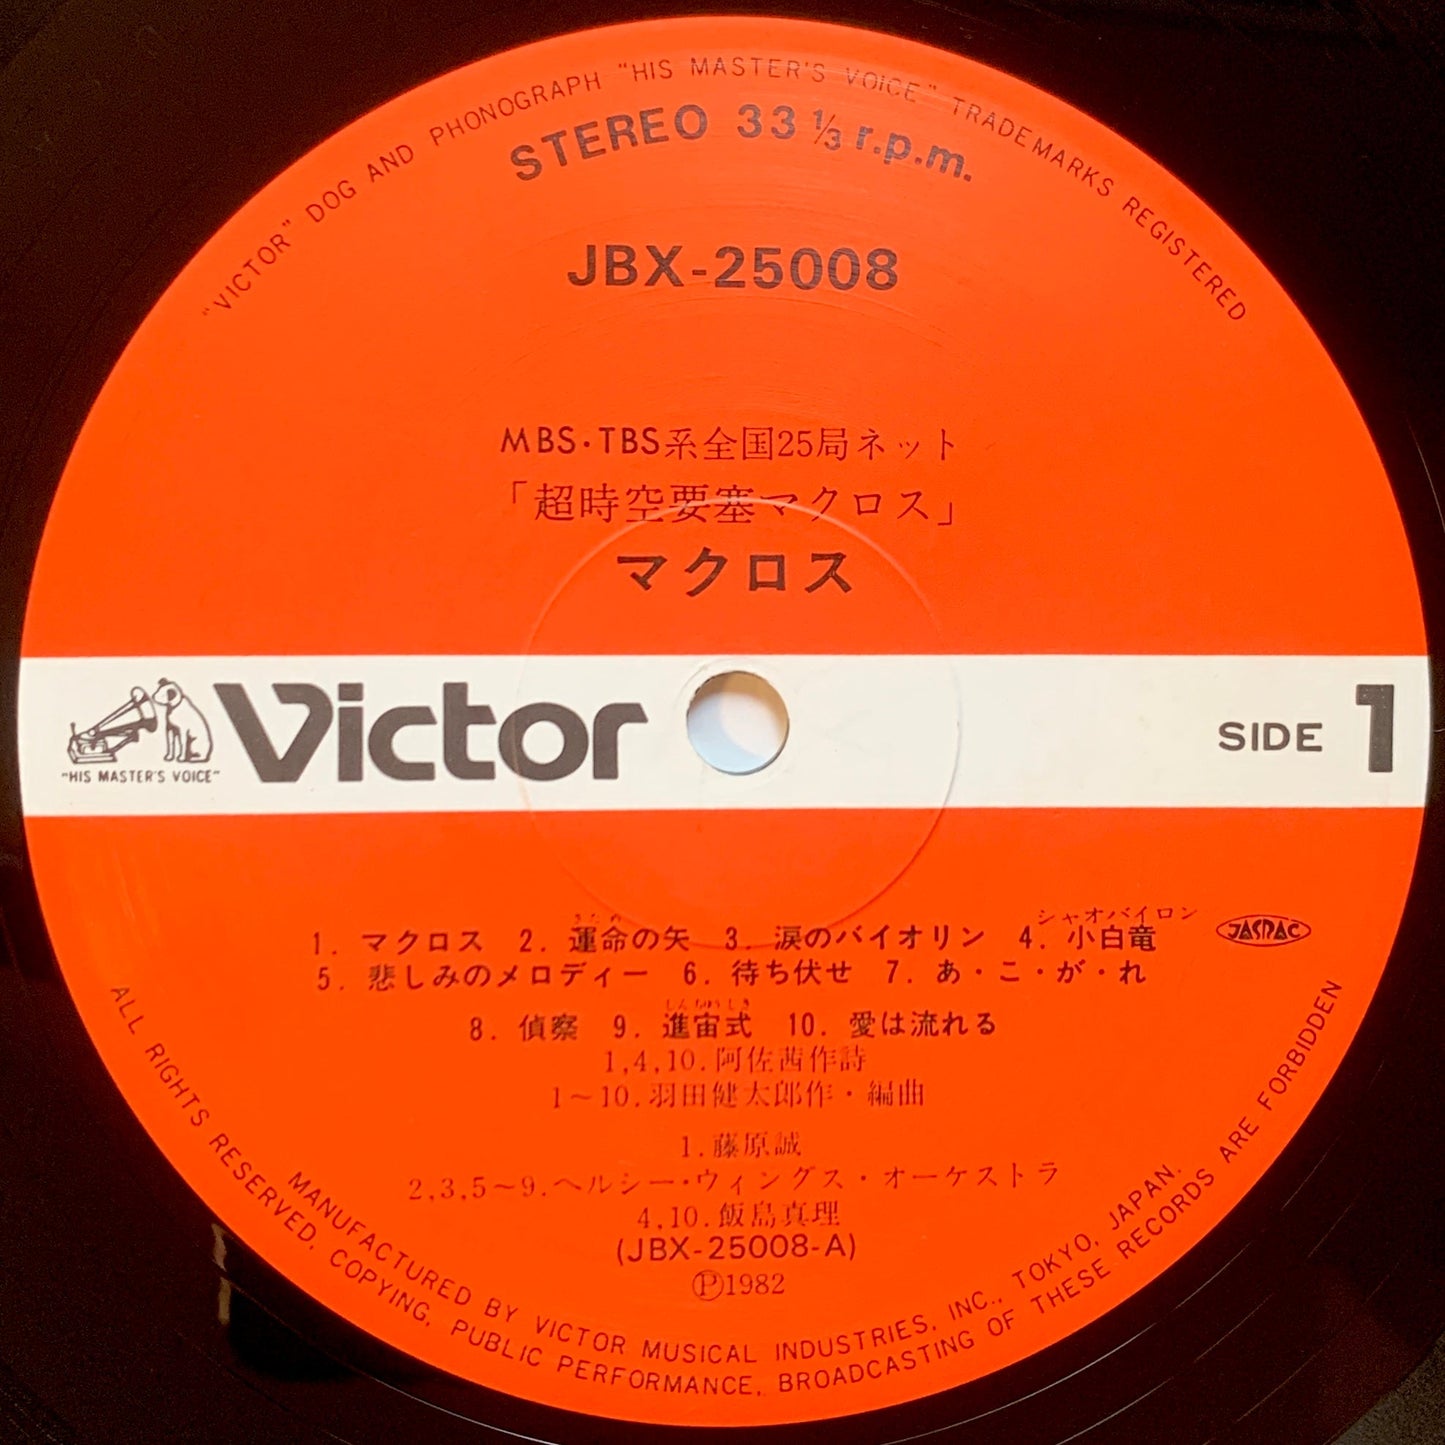 "VICTOR" DOG AND PHONOGRAPH "HIS MASTER'S VOICE" TRADEMARKS REGISTERED
STEREO 33 1/3 r.p.m.
JBX-25008
MBS・TBS系全国25局ネット
「超時空要塞マクロス」
マクロス
"HIS MASTER'S VOICE"
Victor
SIDE 1
さだめ シャオパイロン
1. マクロス 2. 運命の矢 3. 涙のバイオリン 4. 小白竜 JASRAC
5. 悲しみのメロディー 6. 待ち伏せ 7. あ・こ・が・れ
しんちゅうしき
8. 偵察 9. 進宙式 10. 愛は流れる
1,4,10.阿佐茜作詩
1～10.羽田健太郎作・編曲
1.藤原誠
2,3,5～9.ヘルシー・ウィングス・オーケストラ
4,10.飯島真理
(JBX-25008-A)
Ⓟ1982
MANUFACTURED BY VICTOR MUSICAL INDUSTRIES, INC., TOKYO, JAPAN.
ALL RIGHTS RESERVED. COPYING, PUBLIC PERFORMANCE, BROADCASTING OF THESE RECORDS ARE FORBIDDEN